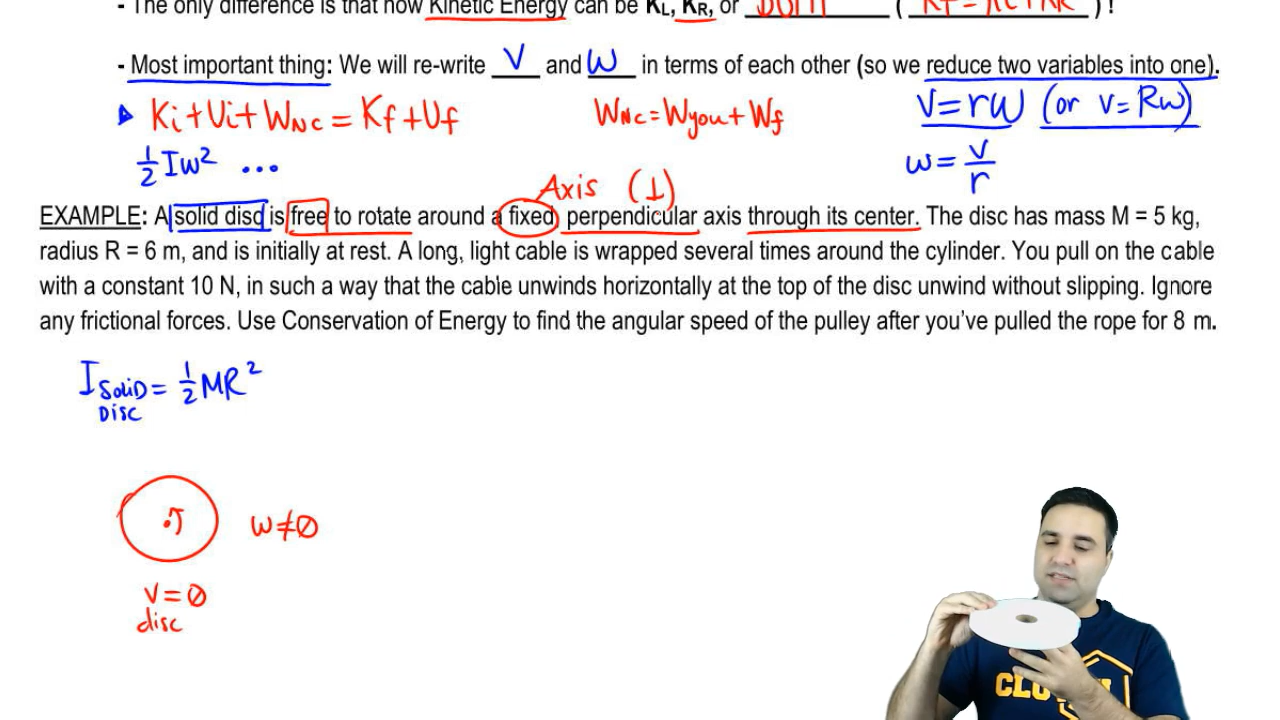 - The only difference is that now Kinetic Energy can be KL, KR, or BOTH ( KT = KL + KR )!
- Most important thing: We will re-write V and W in terms of each other (so we reduce two variables into one).
Ki + Ui + WNC = Kf + Uf WNC = Wyou + Wf V = rω (or v = Rω)
½Iω² ... ω = v/r
Axis (⊥)
EXAMPLE: A solid disc is free to rotate around a fixed perpendicular axis through its center. The disc has mass M = 5 kg,
radius R = 6 m, and is initially at rest. A long, light cable is wrapped several times around the cylinder. You pull on the cable
with a constant 10 N, in such a way that the cable unwinds horizontally at the top of the disc unwind without slipping. Ignore
any frictional forces. Use Conservation of Energy to find the angular speed of the pulley after you've pulled the rope for 8 m.
I SOLID DISC = ½MR²
ω ≠ 0
V = 0
disc